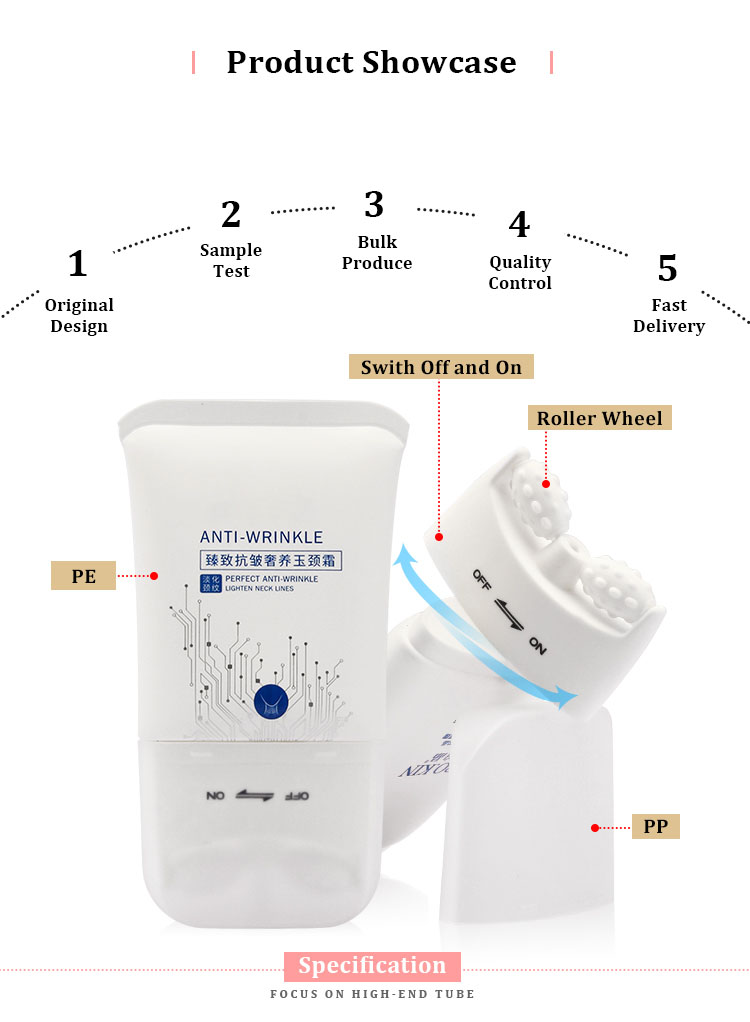 Product Showcase
1
Original
Design
2
Sample
Test
3
Bulk
Produce
4
Quality
Control
5
Fast
Delivery
Swith Off and On
Roller Wheel
PE
ANTI-WRINKLE
臻致抗皱奢养玉颈霜
淡化
颈纹
PERFECT ANTI-WRINKLE
LIGHTEN NECK LINES
OFF
ON
OFF
ON
PP
Specification
FOCUS ON HIGH-END TUBE